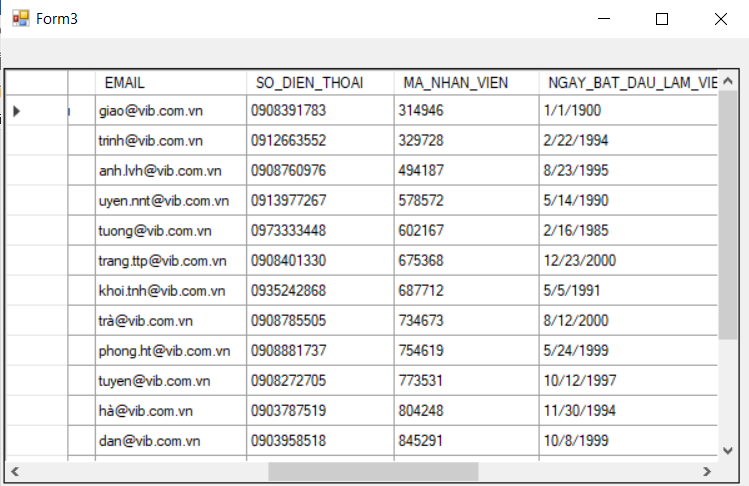 Form3
EMAIL SO_DIEN_THOAI MA_NHAN_VIEN NGAY_BAT_DAU_LAM_VIE
giao@vib.com.vn 0908391783 314946 1/1/1900
trinh@vib.com.vn 0912663552 329728 2/22/1994
anh.lvh@vib.com.vn 0908760976 494187 8/23/1995
uyen.nnt@vib.com.vn 0913977267 578572 5/14/1990
tuong@vib.com.vn 0973333448 602167 2/16/1985
trang.ttp@vib.com.vn 0908401330 675368 12/23/2000
khoi.tnh@vib.com.vn 0935242868 687712 5/5/1991
trà@vib.com.vn 0908785505 734673 8/12/2000
phong.ht@vib.com.vn 0908881737 754619 5/24/1999
tuyen@vib.com.vn 0908272705 773531 10/12/1997
hà@vib.com.vn 0903787519 804248 11/30/1994
dan@vib.com.vn 0903958518 845291 10/8/1999